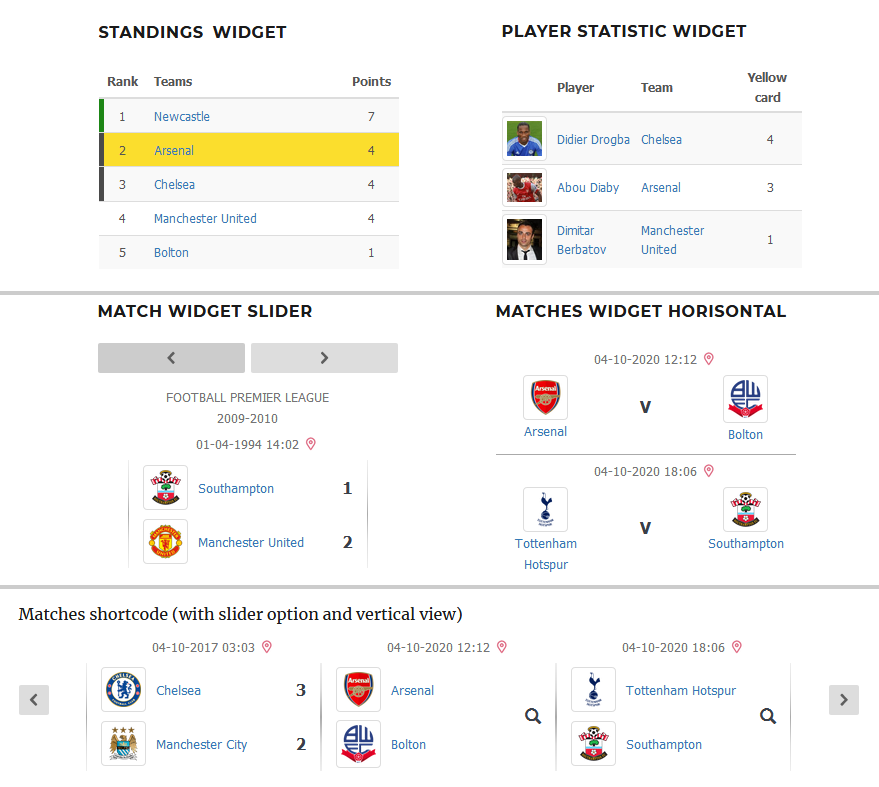 STANDINGS WIDGET
Rank Teams Points
1 Newcastle 7
2 Arsenal 4
3 Chelsea 4
4 Manchester United 4
5 Bolton 1
PLAYER STATISTIC WIDGET
Player Team Yellow
card
Didier Drogba Chelsea 4
Abou Diaby Arsenal 3
Dimitar Manchester 1
Berbatov United
MATCH WIDGET SLIDER
FOOTBALL PREMIER LEAGUE
2009-2010
01-04-1994 14:02
Southampton 1
Manchester United 2
MATCHES WIDGET HORISONTAL
04-10-2020 12:12
Arsenal v Bolton
04-10-2020 18:06
Tottenham v Southampton
Hotspur
Matches shortcode (with slider option and vertical view)
04-10-2017 03:03
Chelsea 3
Manchester City 2
04-10-2020 12:12
Arsenal
Bolton
04-10-2020 18:06
Tottenham Hotspur
Southampton